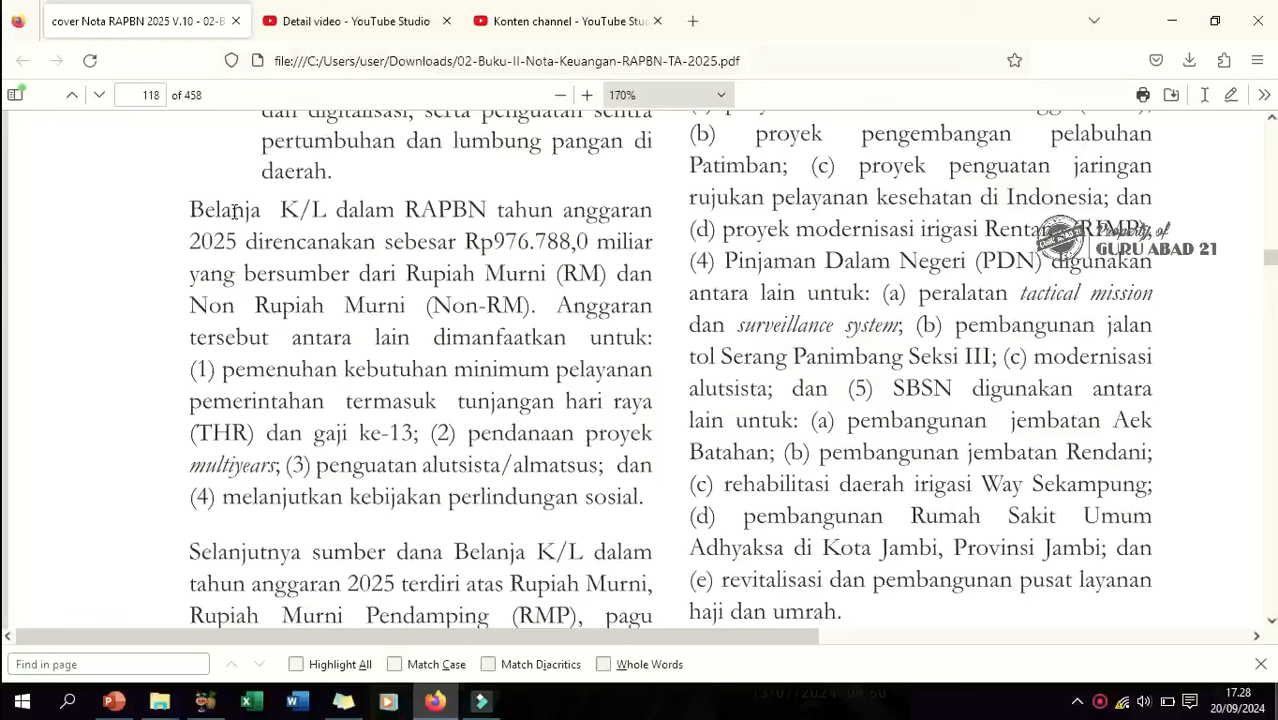 cover Nota RAPBN 2025 V.10 - 02-B
Detail video - YouTube Studio
Konten channel - YouTube Stu
file:///C:/Users/user/Downloads/02-Buku-II-Nota-Keuangan-RAPBN-TA-2025.pdf
118 of 458
170%
dan digitalisasi, serta penguatan sentra
pertumbuhan dan lumbung pangan di
daerah.
Belanja K/L dalam RAPBN tahun anggaran
2025 direncanakan sebesar Rp976.788,0 miliar
yang bersumber dari Rupiah Murni (RM) dan
Non Rupiah Murni (Non-RM). Anggaran
tersebut antara lain dimanfaatkan untuk:
(1) pemenuhan kebutuhan minimum pelayanan
pemerintahan termasuk tunjangan hari raya
(THR) dan gaji ke-13; (2) pendanaan proyek
multiyears; (3) penguatan alutsista/almatsus; dan
(4) melanjutkan kebijakan perlindungan sosial.
Selanjutnya sumber dana Belanja K/L dalam
tahun anggaran 2025 terdiri atas Rupiah Murni,
Rupiah Murni Pendamping (RMP), pagu
(b) proyek pengembangan pelabuhan
Patimban; (c) proyek penguatan jaringan
rujukan pelayanan kesehatan di Indonesia; dan
(d) proyek modernisasi irigasi
(4) Pinjaman Dalam Negeri (PDN) digunakan
antara lain untuk: (a) peralatan tactical mission
dan surveillance system; (b) pembangunan jalan
tol Serang Panimbang Seksi III; (c) modernisasi
alutsista; dan (5) SBSN digunakan antara
lain untuk: (a) pembangunan jembatan Aek
Batahan; (b) pembangunan jembatan Rendani;
(c) rehabilitasi daerah irigasi Way Sekampung;
(d) pembangunan Rumah Sakit Umum
Adhyaksa di Kota Jambi, Provinsi Jambi; dan
(e) revitalisasi dan pembangunan pusat layanan
haji dan umrah.
Property of
GURU ABAD 21
Find in page
Highlight All
Match Case
Match Diacritics
Whole Words
17.28
20/09/2024